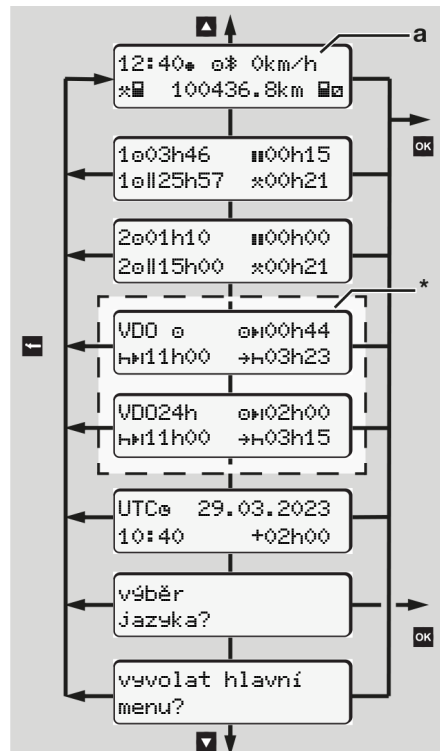 a
12:40 0km/h
100436.8km
OK
1 03h46 00h15
1 25h57 00h21
2 01h10 00h00
2 15h00 00h21
*
VDO 00h44
11h00 03h23
VDO24h 02h00
11h00 03h15
UTC 29.03.2023
10:40 +02h00
výběr
jazyka?
OK
vyvolat hlavní
menu?